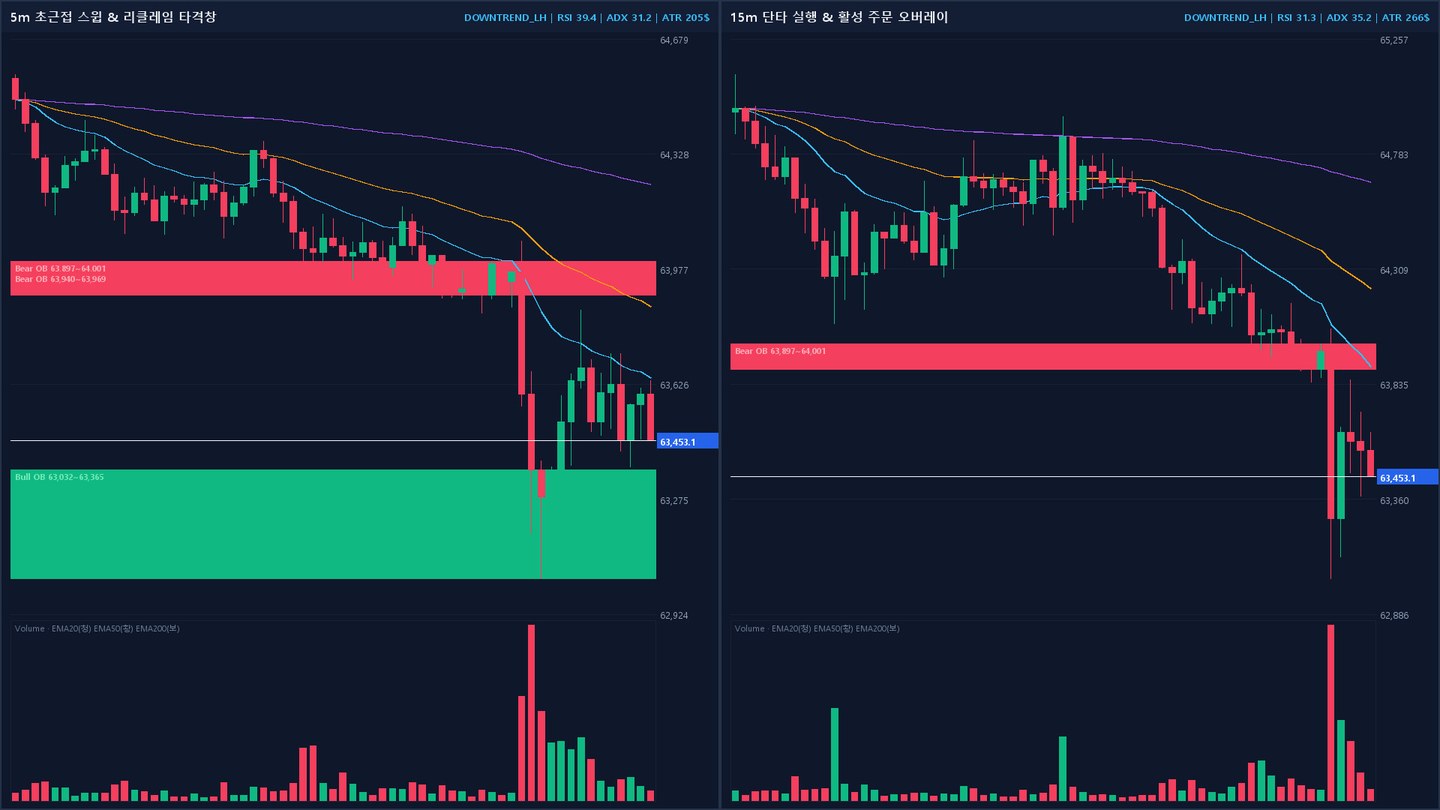 5m 초근접 스윕 & 리클레임 타격창
DOWNTREND_LH | RSI 39.4 | ADX 31.2 | ATR 205$
64,679
64,328
63,977
63,626
63,453.1
63,275
62,924
Bear OB 63,897~64,001
Bear OB 63,940~63,969
Bull OB 63,032~63,365
Volume · EMA20(청) EMA50(황) EMA200(보)
15m 단타 실행 & 활성 주문 오버레이
DOWNTREND_LH | RSI 31.3 | ADX 35.2 | ATR 266$
65,257
64,783
64,309
63,835
63,453.1
63,360
62,886
Bear OB 63,897~64,001
Volume · EMA20(청) EMA50(황) EMA200(보)